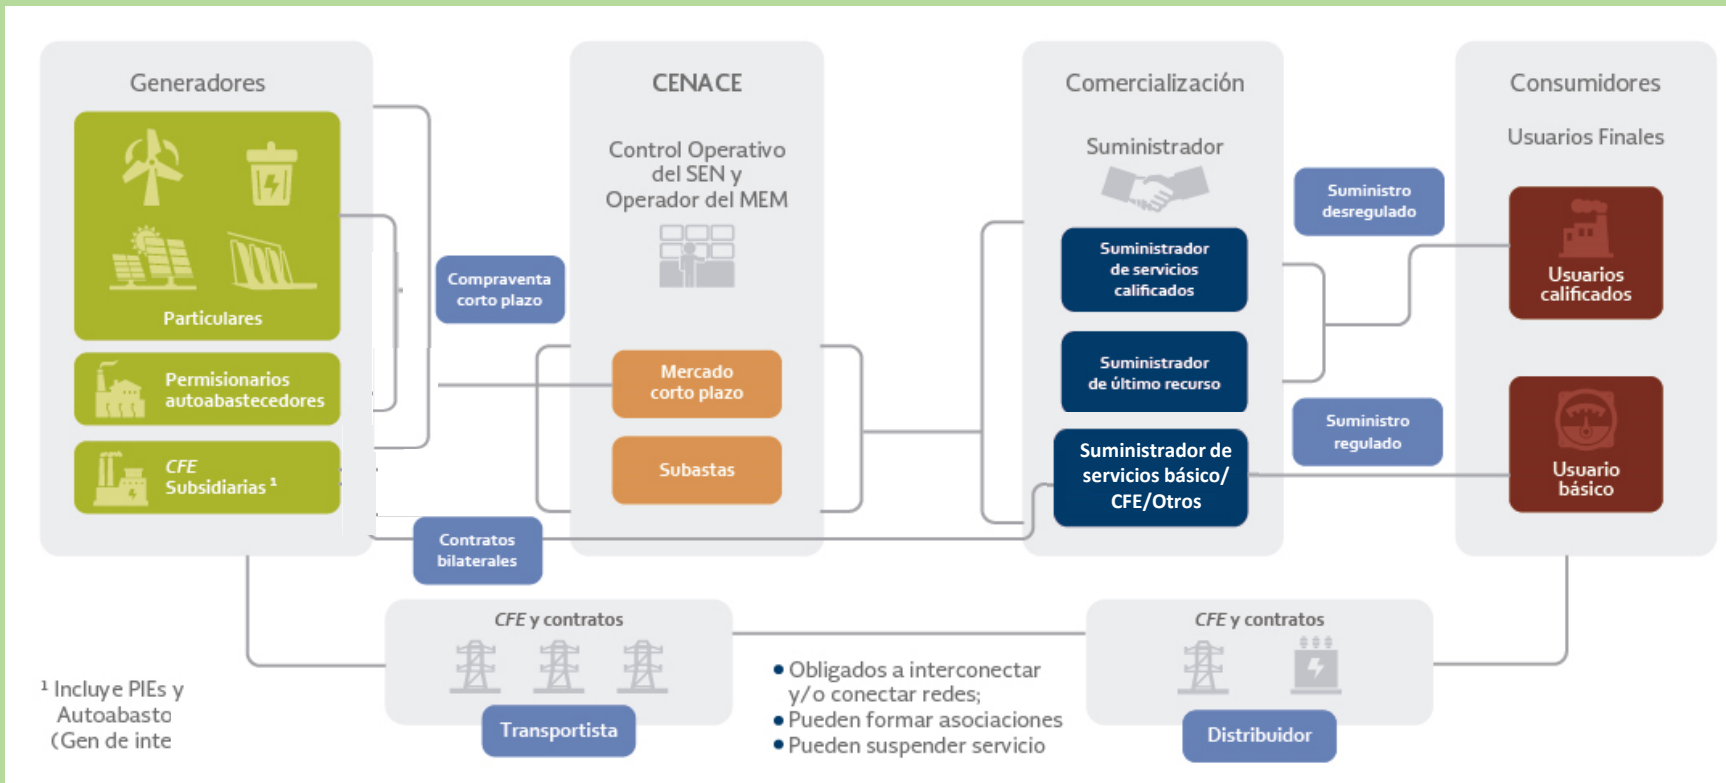 Generadores
Particulares
Permisionarios
autoabastecedores
CFE
Subsidiarias ¹
Compraventa
corto plazo
Contratos
bilaterales
CENACE
Control Operativo
del SEN y
Operador del MEM
Mercado
corto plazo
Subastas
Comercialización
Suministrador
Suministrador
de servicios
calificados
Suministrador
de último recurso
Suministrador de
servicios básico/
CFE/Otros
Suministro
desregulado
Suministro
regulado
Consumidores
Usuarios Finales
Usuarios
calificados
Usuario
básico
CFE y contratos
Transportista
• Obligados a interconectar
y/o conectar redes;
• Pueden formar asociaciones
• Pueden suspender servicio
CFE y contratos
Distribuidor
¹ Incluye PIEs y
Autoabasto
(Gen de inte